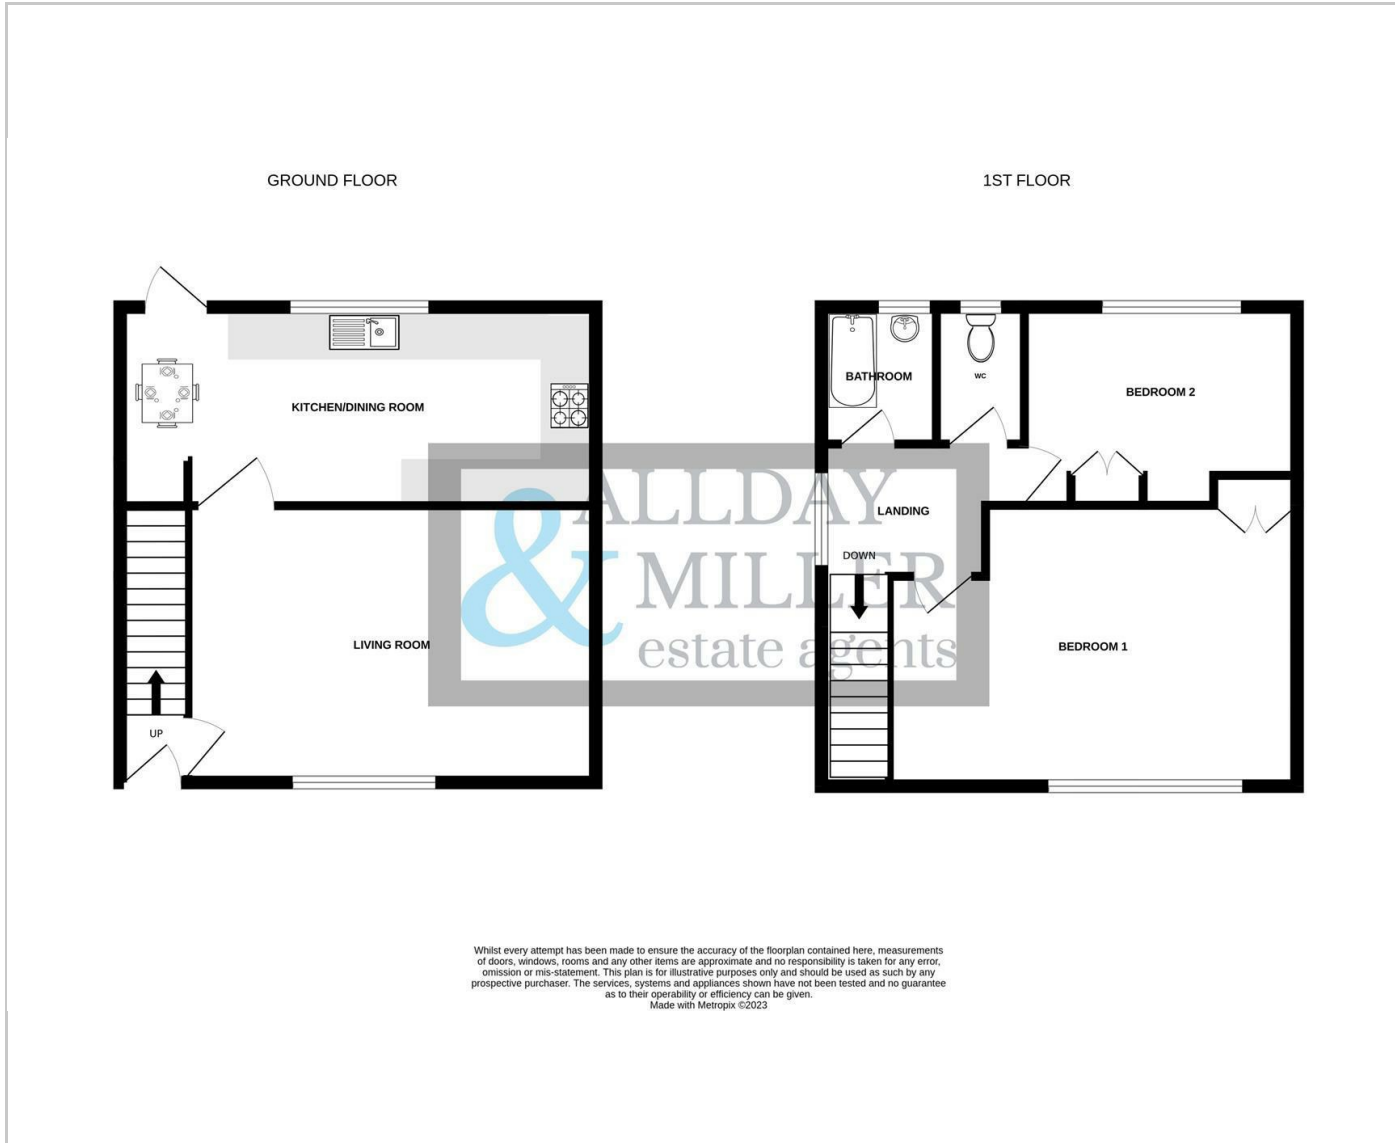 GROUND FLOOR
1ST FLOOR
KITCHEN/DINING ROOM
LIVING ROOM
UP
BATHROOM
WC
BEDROOM 2
LANDING
DOWN
BEDROOM 1
ALLDAY
& MILLER
estate agents
Whilst every attempt has been made to ensure the accuracy of the floorplan contained here, measurements
of doors, windows, rooms and any other items are approximate and no responsibility is taken for any error,
omission or mis-statement. This plan is for illustrative purposes only and should be used as such by any
prospective purchaser. The services, systems and appliances shown have not been tested and no guarantee
as to their operability or efficiency can be given.
Made with Metropix ©2023